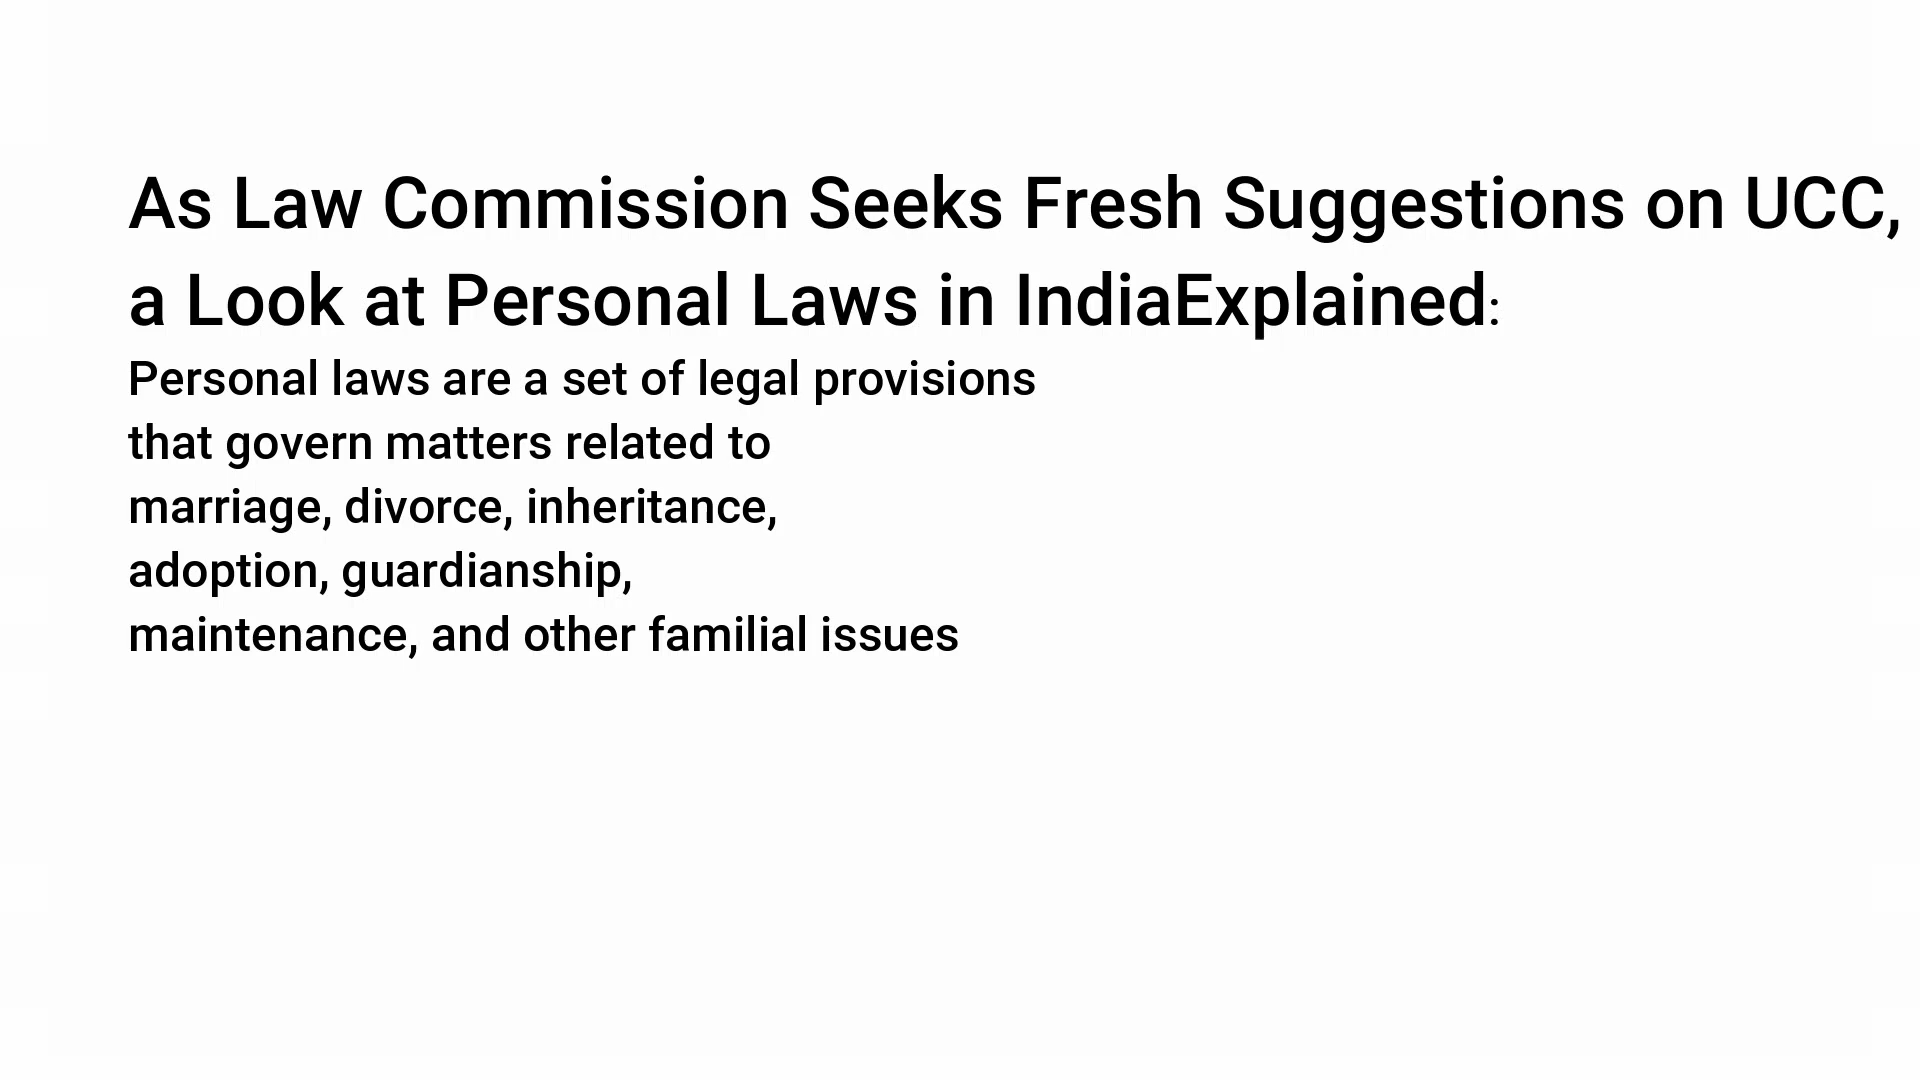 As Law Commission Seeks Fresh Suggestions on UCC,
a Look at Personal Laws in IndiaExplained:
Personal laws are a set of legal provisions
that govern matters related to
marriage, divorce, inheritance,
adoption, guardianship,
maintenance, and other familial issues